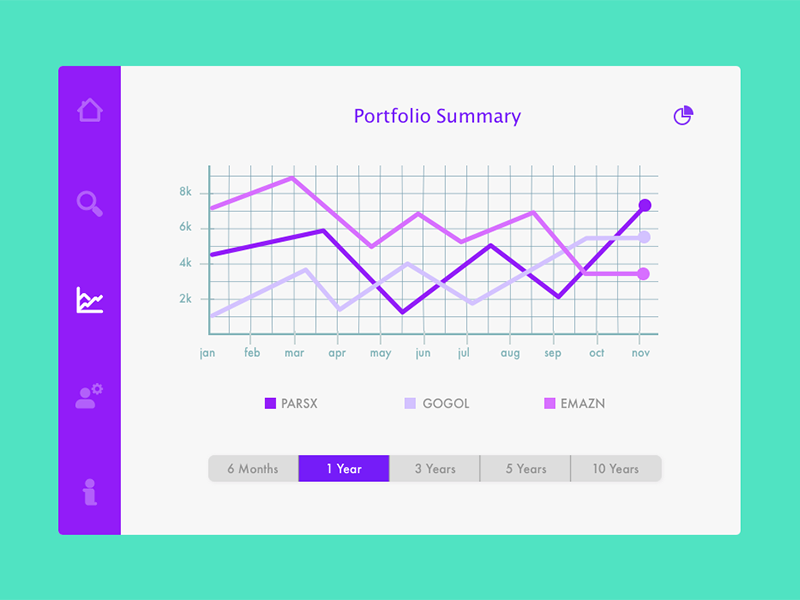 Portfolio Summary
8k
6k
4k
2k
jan feb mar apr may jun jul aug sep oct nov
PARSX GOGOL EMAZN
6 Months 1 Year 3 Years 5 Years 10 Years